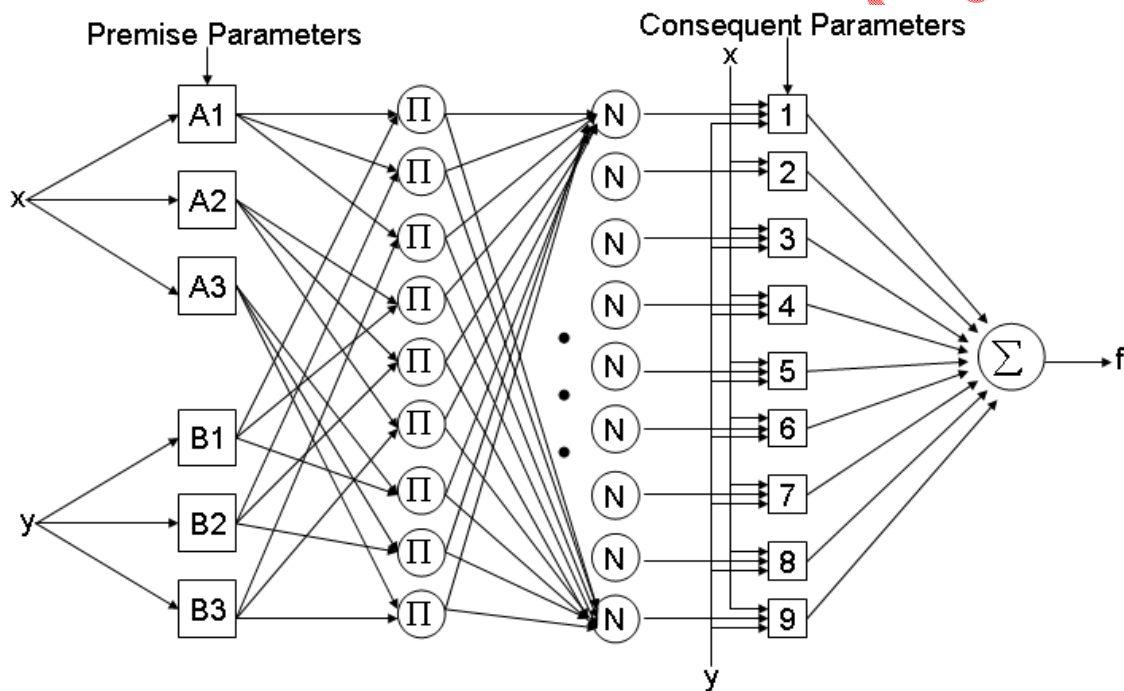 Premise Parameters
Consequent Parameters
x
A1
Π
N
1
A2
Π
N
2
x
A3
Π
N
3
Π
N
4
Π
N
5
Σ
f
B1
Π
N
6
B2
Π
N
7
y
B3
Π
N
8
Π
N
9
y